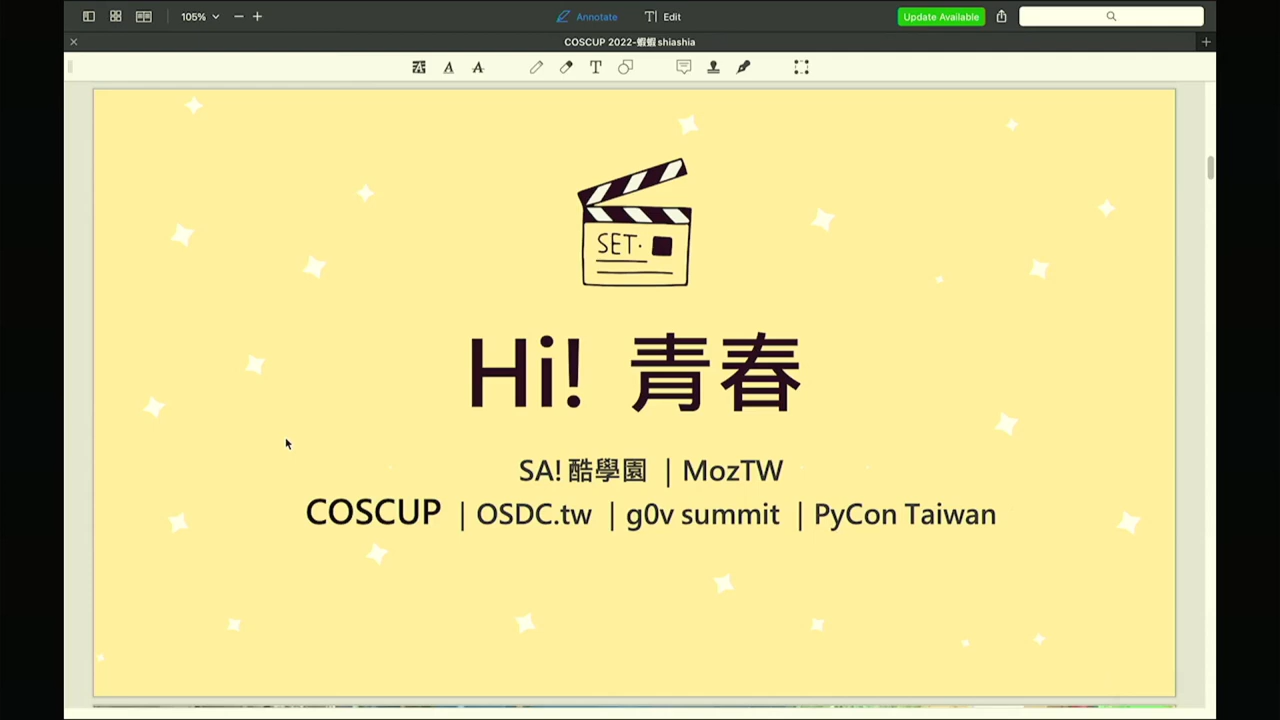 105%
Annotate
Edit
Update Available
COSCUP 2022-蝦蝦 shiashia
SET.
Hi! 青春
SA! 酷學園 | MozTW
COSCUP | OSDC.tw | g0v summit | PyCon Taiwan